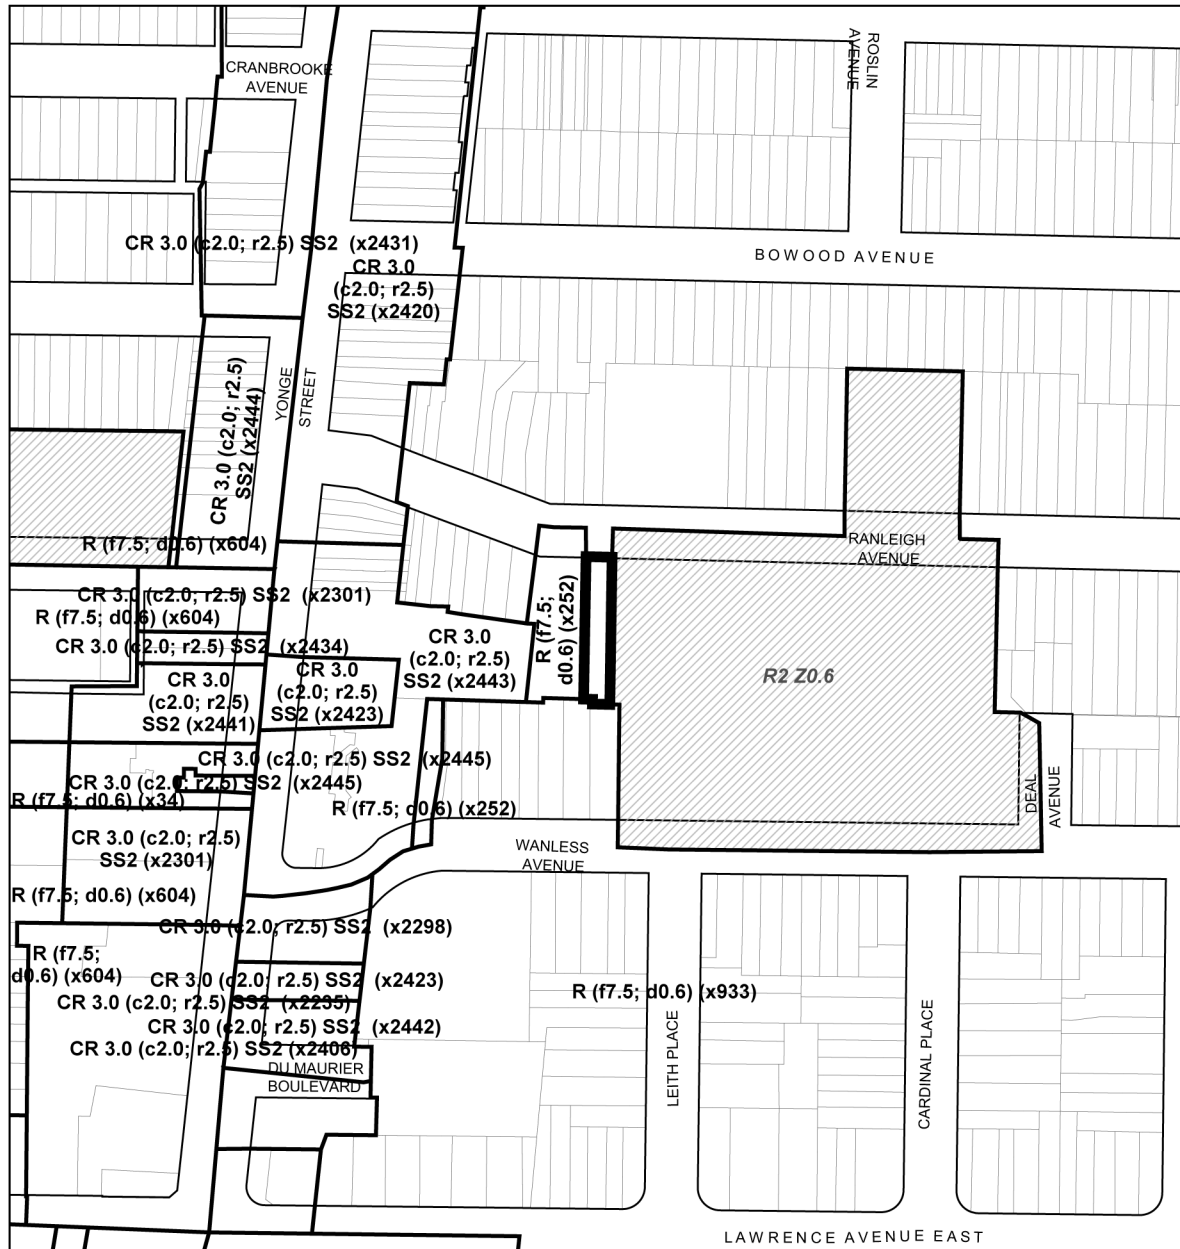 CRANBROOKE
AVENUE
ROSLIN
AVENUE
CR 3.0 (c2.0; r2.5) SS2 (x2431)
CR 3.0
(c2.0; r2.5)
SS2 (x2420)
BOWOOD AVENUE
YONGE
STREET
CR 3.0 (c2.0; r2.5)
SS2 (x2444)
R (f7.5; d0.6) (x604)
RANLEIGH
AVENUE
CR 3.0 (c2.0; r2.5) SS2 (x2301)
R (f7.5; d0.6) (x604)
CR 3.0 (c2.0; r2.5) SS2 (x2434)
R (f7.5;
d0.6) (x252)
CR 3.0
(c2.0; r2.5)
SS2 (x2443)
CR 3.0
(c2.0; r2.5)
SS2 (x2423)
CR 3.0
(c2.0; r2.5)
SS2 (x2441)
R2 Z0.6
CR 3.0 (c2.0; r2.5) SS2 (x2445)
CR 3.0 (c2.0; r2.5) SS2 (x2445)
R (f7.5; d0.6) (x34)
R (f7.5; d0.6) (x252)
DEAL
AVENUE
CR 3.0 (c2.0; r2.5)
SS2 (x2301)
WANLESS
AVENUE
R (f7.5; d0.6) (x604)
CR 3.0 (c2.0; r2.5) SS2 (x2298)
R (f7.5;
d0.6) (x604)
CR 3.0 (c2.0; r2.5) SS2 (x2423)
R (f7.5; d0.6) (x933)
CR 3.0 (c2.0; r2.5) SS2 (x2235)
CR 3.0 (c2.0; r2.5) SS2 (x2442)
CR 3.0 (c2.0; r2.5) SS2 (x2406)
DU MAURIER
BOULEVARD
LEITH PLACE
CARDINAL PLACE
LAWRENCE AVENUE EAST